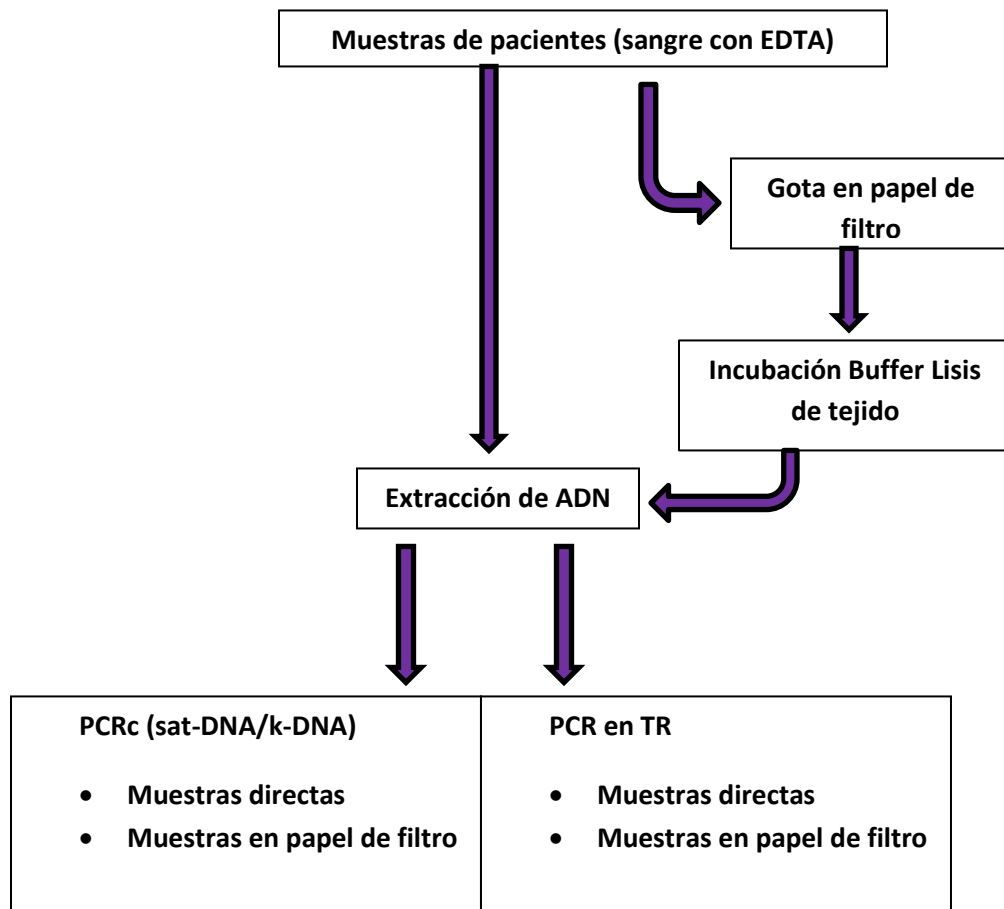 Muestras de pacientes (sangre con EDTA)
Gota en papel de
filtro
Incubación Buffer Lisis
de tejido
Extracción de ADN
PCRc (sat-DNA/k-DNA)
• Muestras directas
• Muestras en papel de filtro
PCR en TR
• Muestras directas
• Muestras en papel de filtro